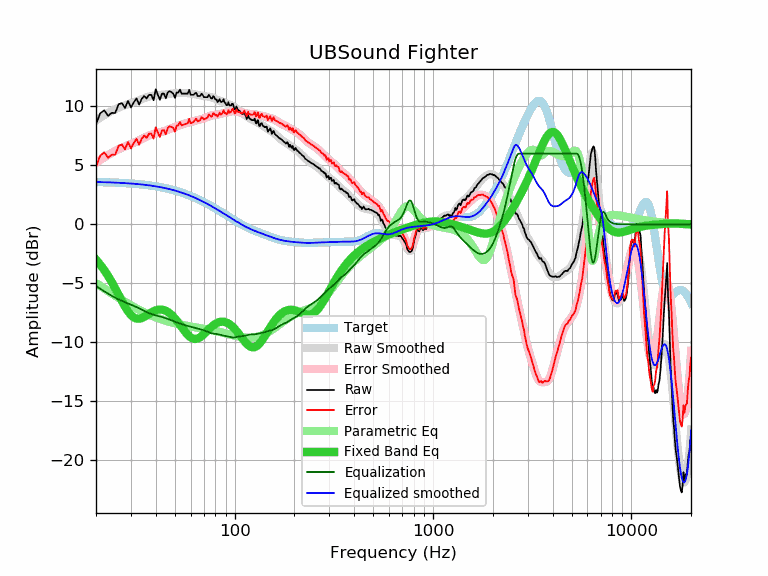 UBSound Fighter
10
5
0
−5
−10
−15
−20
Amplitude (dBr)
Target
Raw Smoothed
Error Smoothed
Raw
Error
Parametric Eq
Fixed Band Eq
Equalization
Equalized smoothed
100
1000
10000
Frequency (Hz)